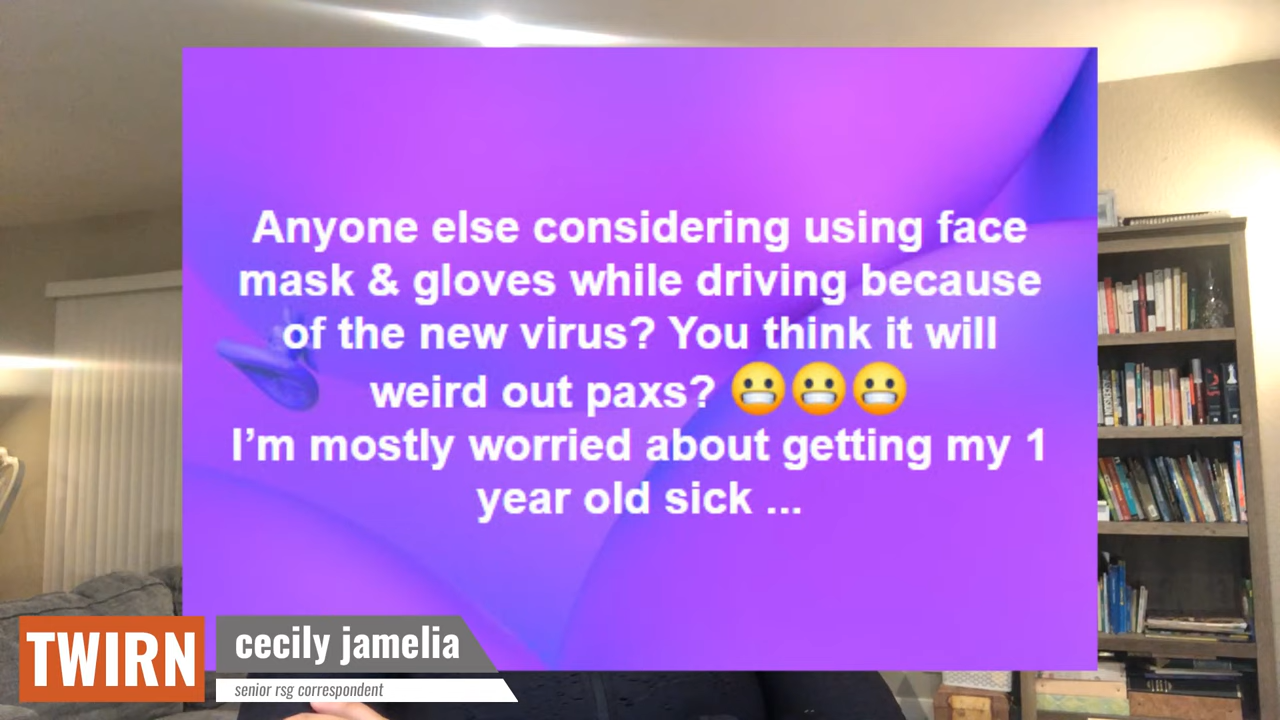 Anyone else considering using face
mask & gloves while driving because
of the new virus? You think it will
weird out paxs? 😬😬😬
I’m mostly worried about getting my 1
year old sick ...
TWIRN
cecily jamelia
senior rsg correspondent